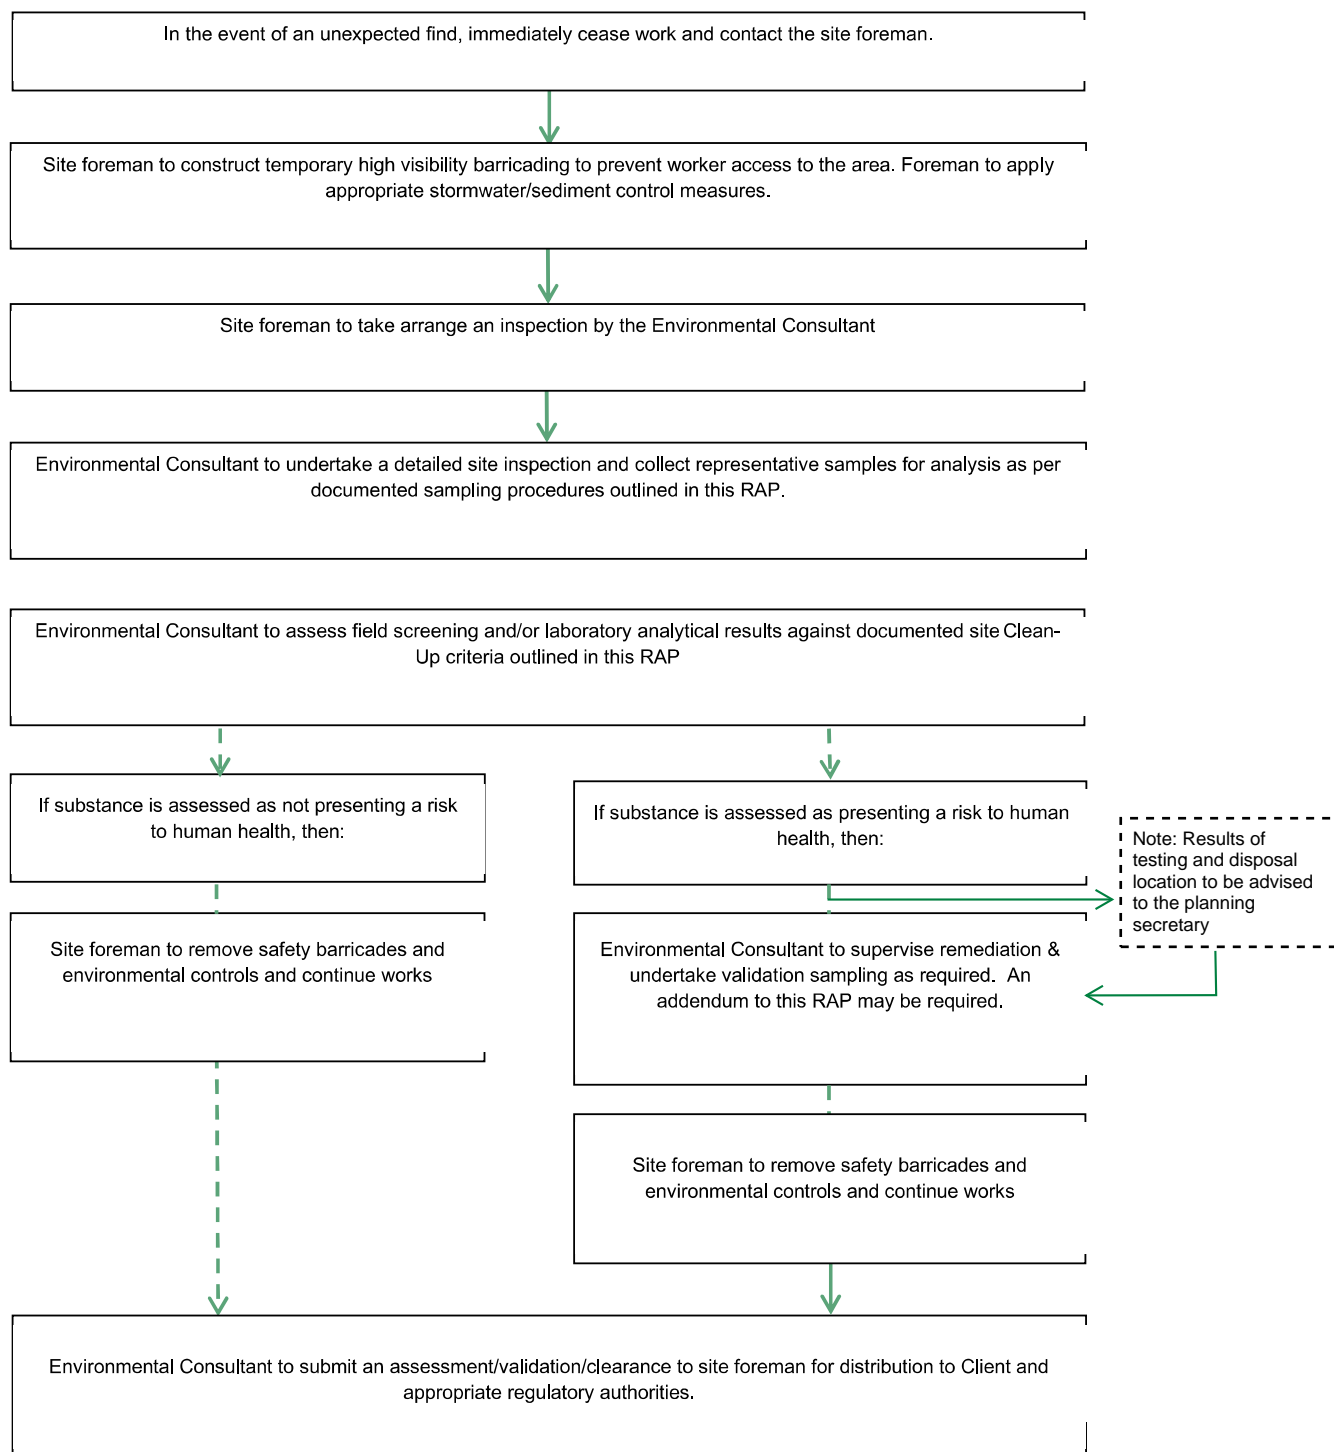 In the event of an unexpected find, immediately cease work and contact the site foreman.
Site foreman to construct temporary high visibility barricading to prevent worker access to the area. Foreman to apply
appropriate stormwater/sediment control measures.
Site foreman to take arrange an inspection by the Environmental Consultant
Environmental Consultant to undertake a detailed site inspection and collect representative samples for analysis as per
documented sampling procedures outlined in this RAP.
Environmental Consultant to assess field screening and/or laboratory analytical results against documented site Clean-
Up criteria outlined in this RAP
If substance is assessed as not presenting a risk
to human health, then:
If substance is assessed as presenting a risk to human
health, then:
Note: Results of
testing and disposal
location to be advised
to the planning
secretary
Site foreman to remove safety barricades and
environmental controls and continue works
Environmental Consultant to supervise remediation &
undertake validation sampling as required. An
addendum to this RAP may be required.
Site foreman to remove safety barricades and
environmental controls and continue works
Environmental Consultant to submit an assessment/validation/clearance to site foreman for distribution to Client and
appropriate regulatory authorities.